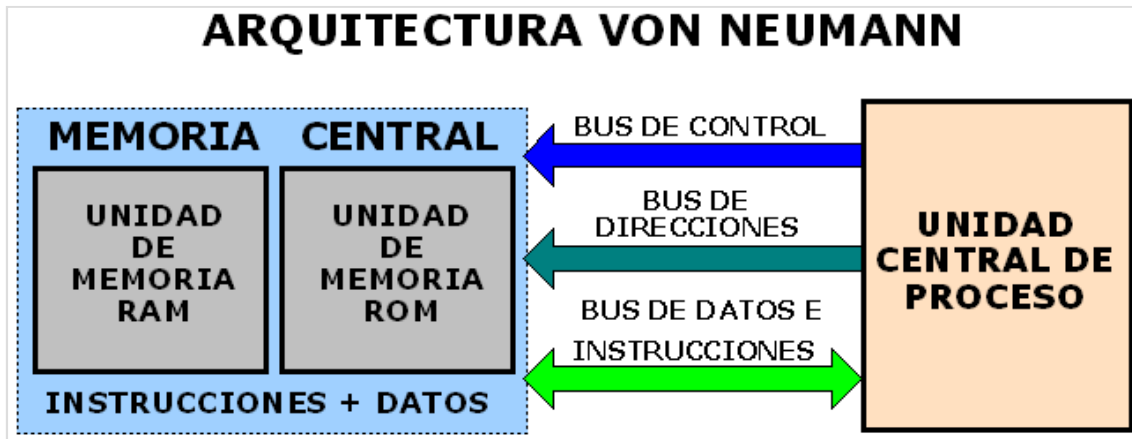 ARQUITECTURA VON NEUMANN
MEMORIA CENTRAL
UNIDAD
DE
MEMORIA
RAM
UNIDAD
DE
MEMORIA
ROM
INSTRUCCIONES + DATOS
BUS DE CONTROL
BUS DE
DIRECCIONES
BUS DE DATOS E
INSTRUCCIONES
UNIDAD
CENTRAL DE
PROCESO